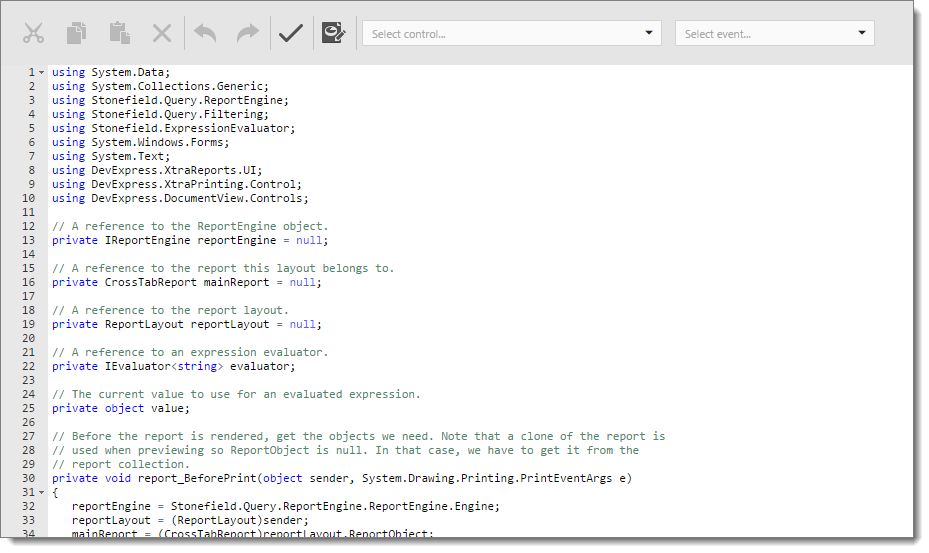 Select control...
Select event...
1 using System.Data;
2 using System.Collections.Generic;
3 using Stonefield.Query.ReportEngine;
4 using Stonefield.Query.Filtering;
5 using Stonefield.ExpressionEvaluator;
6 using System.Windows.Forms;
7 using System.Text;
8 using DevExpress.XtraReports.UI;
9 using DevExpress.XtraPrinting.Control;
10 using DevExpress.DocumentView.Controls;
11
12 // A reference to the ReportEngine object.
13 private IReportEngine reportEngine = null;
14
15 // A reference to the report this layout belongs to.
16 private CrossTabReport mainReport = null;
17
18 // A reference to the report layout.
19 private ReportLayout reportLayout = null;
20
21 // A reference to an expression evaluator.
22 private IEvaluator<string> evaluator;
23
24 // The current value to use for an evaluated expression.
25 private object value;
26
27 // Before the report is rendered, get the objects we need. Note that a clone of the report is
28 // used when previewing so ReportObject is null. In that case, we have to get it from the
29 // report collection.
30 private void report_BeforePrint(object sender, System.Drawing.Printing.PrintEventArgs e)
31 {
32 reportEngine = Stonefield.Query.ReportEngine.ReportEngine.Engine;
33 reportLayout = (ReportLayout)sender;
34 mainReport = (CrossTabReport)reportLayout.ReportObject;